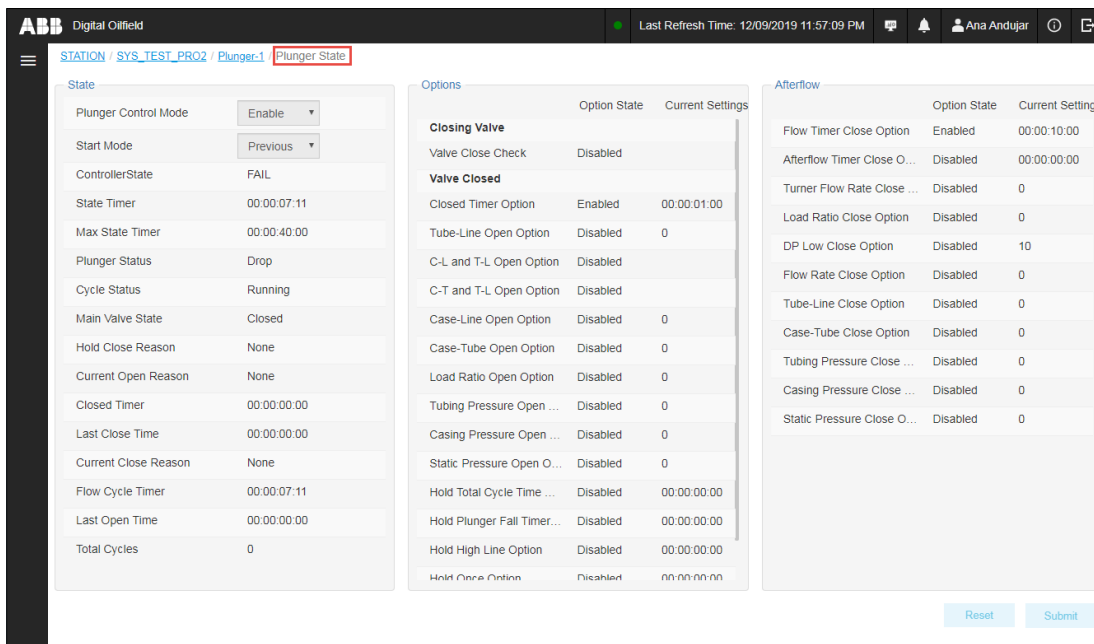 ABB Digital Oilfield Last Refresh Time: 12/09/2019 11:57:09 PM Ana Andujar
STATION / SYS_TEST_PRO2 / Plunger-1 / Plunger State
State
Plunger Control Mode Enable
Start Mode Previous
ControllerState FAIL
State Timer 00:00:07:11
Max State Timer 00:00:40:00
Plunger Status Drop
Cycle Status Running
Main Valve State Closed
Hold Close Reason None
Current Open Reason None
Closed Timer 00:00:00:00
Last Close Time 00:00:00:00
Current Close Reason None
Flow Cycle Timer 00:00:07:11
Last Open Time 00:00:00:00
Total Cycles 0
Options
Option State Current Settings
Closing Valve
Valve Close Check Disabled
Valve Closed
Closed Timer Option Enabled 00:00:01:00
Tube-Line Open Option Disabled 0
C-L and T-L Open Option Disabled
C-T and T-L Open Option Disabled
Case-Line Open Option Disabled 0
Case-Tube Open Option Disabled 0
Load Ratio Open Option Disabled 0
Tubing Pressure Open ... Disabled 0
Casing Pressure Open ... Disabled 0
Static Pressure Open O... Disabled 0
Hold Total Cycle Time ... Disabled 00:00:00:00
Hold Plunger Fall Timer... Disabled 00:00:00:00
Hold High Line Option Disabled 00:00:00:00
Hold Once Option Disabled 00:00:00:00
Afterflow
Option State Current Setting
Flow Timer Close Option Enabled 00:00:10:00
Afterflow Timer Close O... Disabled 00:00:00:00
Turner Flow Rate Close ... Disabled 0
Load Ratio Close Option Disabled 0
DP Low Close Option Disabled 10
Flow Rate Close Option Disabled 0
Tube-Line Close Option Disabled 0
Case-Tube Close Option Disabled 0
Tubing Pressure Close ... Disabled 0
Casing Pressure Close ... Disabled 0
Static Pressure Close O... Disabled 0
Reset Submit